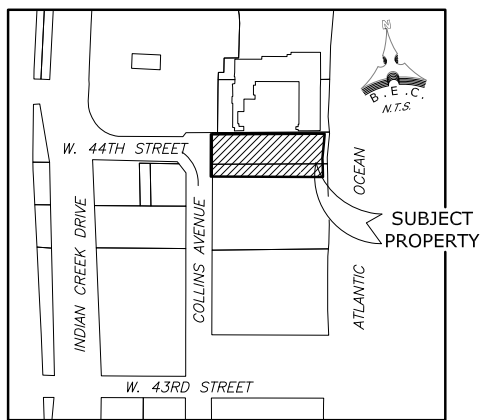 N
B. E. C.
N.T.S.
W. 44TH STREET
OCEAN
SUBJECT
PROPERTY
INDIAN CREEK DRIVE
COLLINS AVENUE
ATLANTIC
W. 43RD STREET